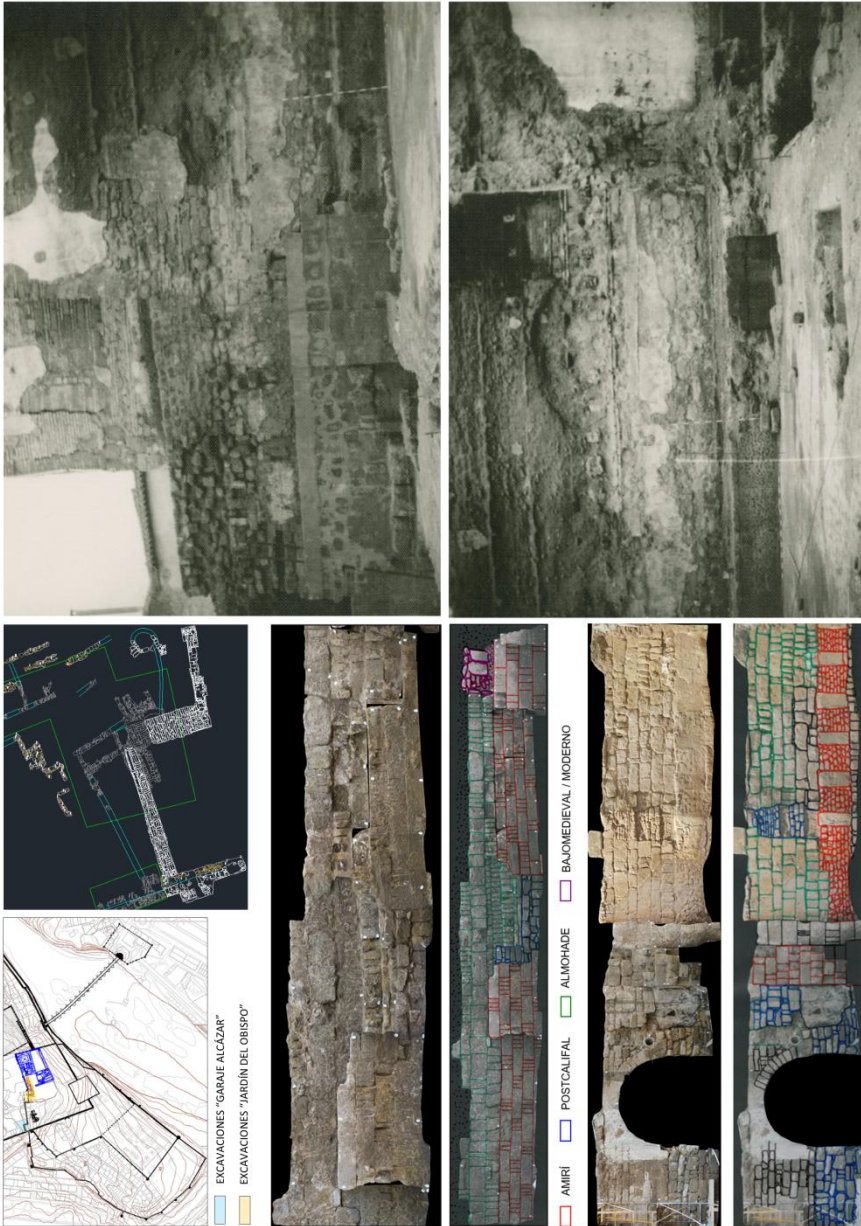 EXCAVACIONES “GARAJE ALCÁZAR”
EXCAVACIONES “JARDÍN DEL OBISPO”
AMIRÍ
POSTCALIFAL
ALMOHADE
BAJOMEDIEVAL / MODERNO